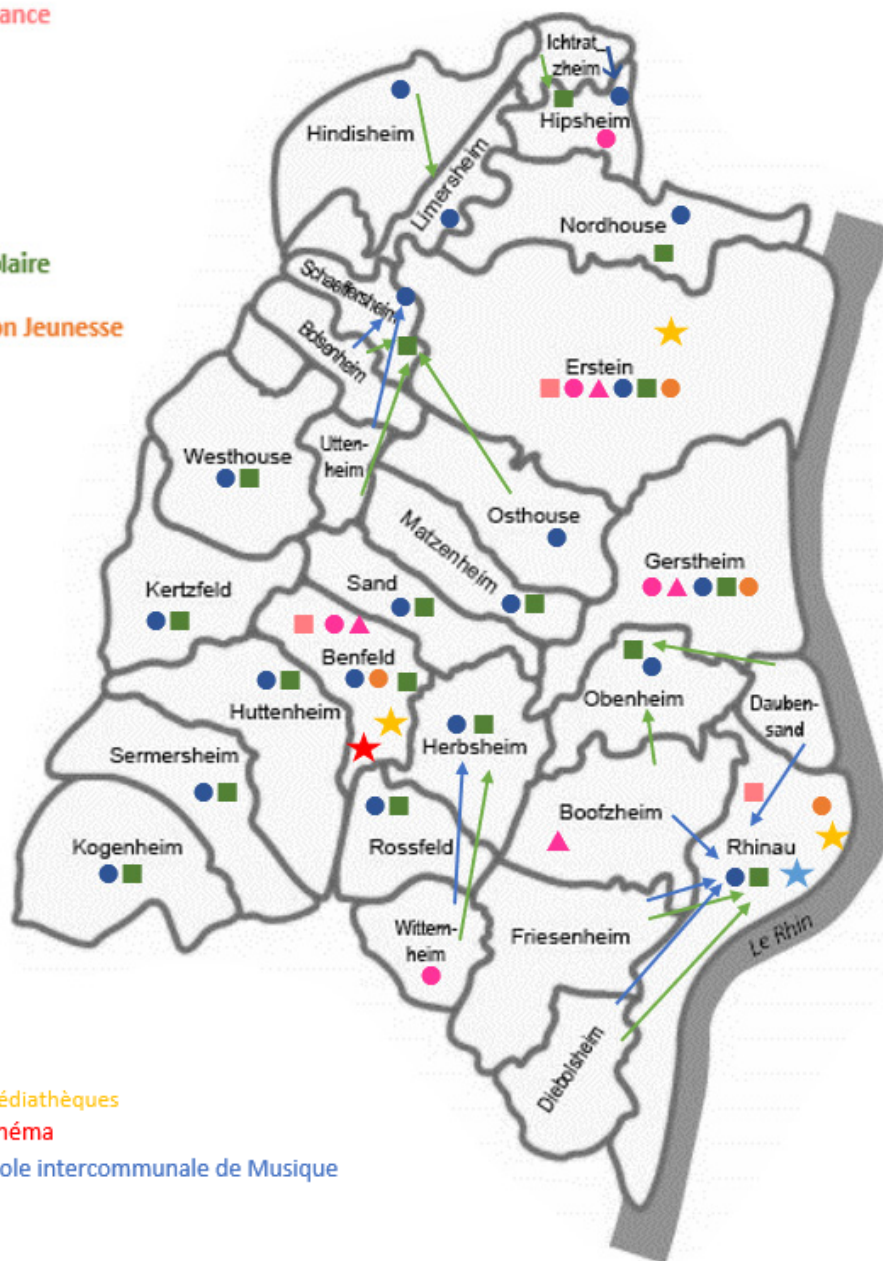 ance
Ichtrat_
zheim
Hipsheim
Hindisheim
Limersheim
Nordhouse
laire
Schaeffersheim
on Jeunesse
Bolsenheim
Erstein
Westhouse
Utten-
heim
Osthouse
Matzenheim
Gerstheim
Kertzfeld
Sand
Benfeld
Obenheim
Dauben-
sand
Huttenheim
Herbsheim
Sermersheim
Boofzheim
Kogenheim
Rossfeld
Rhinau
Wittern-
heim
Friesenheim
Le Rhin
Diebolsheim
édiathèques
néma
ole intercommunale de Musique